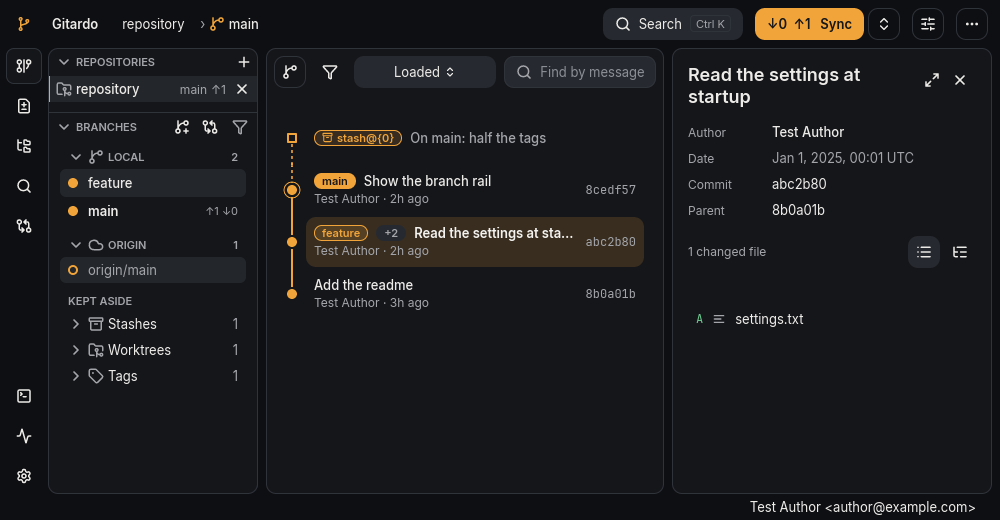 Gitardo
repository › main
Search Ctrl K
↓0 ↑1 Sync
REPOSITORIES
repository main ↑1
BRANCHES
LOCAL 2
feature
main ↑1 ↓0
ORIGIN 1
origin/main
KEPT ASIDE
Stashes 1
Worktrees 1
Tags 1
Loaded
Find by message
stash@{0} On main: half the tags
main Show the branch rail
Test Author · 2h ago 8cedf57
feature +2 Read the settings at sta...
Test Author · 2h ago abc2b80
Add the readme
Test Author · 3h ago 8b0a01b
Read the settings at
startup
Author Test Author
Date Jan 1, 2025, 00:01 UTC
Commit abc2b80
Parent 8b0a01b
1 changed file
A settings.txt
Test Author <author@example.com>